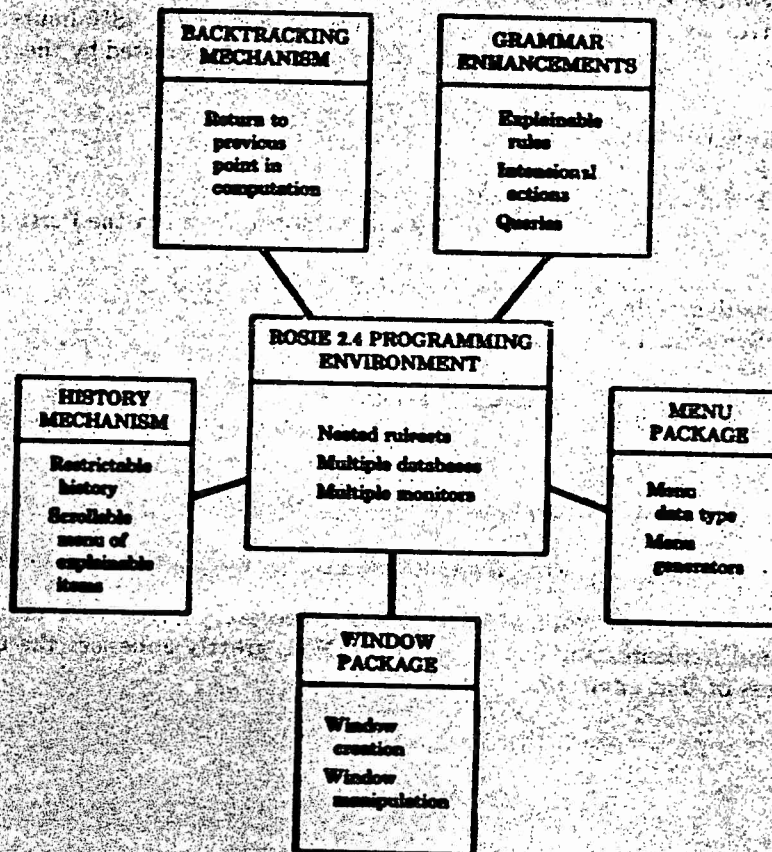 BACKTRACKING
MECHANISM
Return to
previous
point in
computation
GRAMMAR
ENHANCEMENTS
Explainable
rules
Intensional
actions
Queries
ROSIE 2.4 PROGRAMMING
ENVIRONMENT
Nested rulesets
Multiple databases
Multiple monitors
HISTORY
MECHANISM
Restrictable
history
Scrollable
menu of
explainable
items
MENU
PACKAGE
Menu
data type
Menu
generators
WINDOW
PACKAGE
Window
creation
Window
manipulation